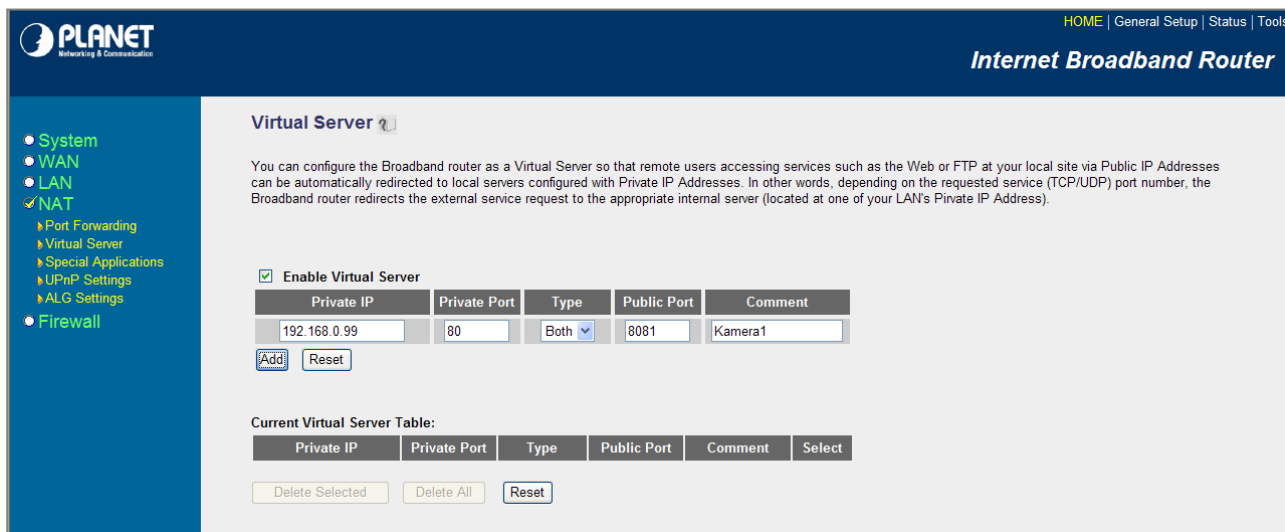 PLANET
Networking & Communication
HOME | General Setup | Status | Tools
Internet Broadband Router
System
WAN
LAN
NAT
Port Forwarding
Virtual Server
Special Applications
UPnP Settings
ALG Settings
Firewall
Virtual Server
You can configure the Broadband router as a Virtual Server so that remote users accessing services such as the Web or FTP at your local site via Public IP Addresses
can be automatically redirected to local servers configured with Private IP Addresses. In other words, depending on the requested service (TCP/UDP) port number, the
Broadband router redirects the external service request to the appropriate internal server (located at one of your LAN's Pivate IP Address).
Enable Virtual Server
Private IP Private Port Type Public Port Comment
192.168.0.99 80 Both 8081 Kamera1
Add Reset
Current Virtual Server Table:
Private IP Private Port Type Public Port Comment Select
Delete Selected Delete All Reset